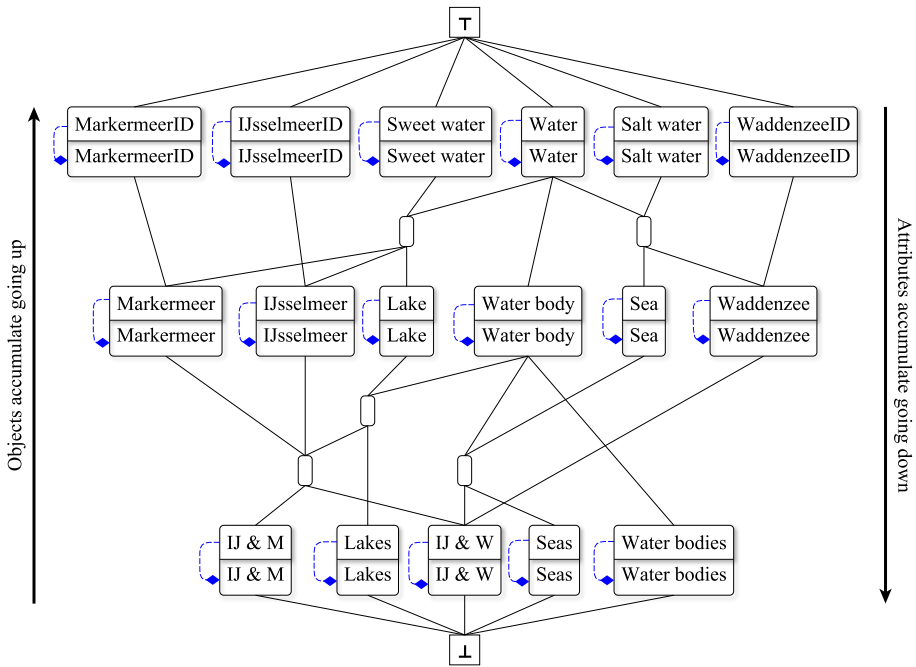 ⊤
MarkermeerID
MarkermeerID
IJsselmeerID
IJsselmeerID
Sweet water
Sweet water
Water
Water
Salt water
Salt water
WaddenzeeID
WaddenzeeID
Objects accumulate going up
Attributes accumulate going down
Markermeer
Markermeer
IJsselmeer
IJsselmeer
Lake
Lake
Water body
Water body
Sea
Sea
Waddenzee
Waddenzee
IJ & M
IJ & M
Lakes
Lakes
IJ & W
IJ & W
Seas
Seas
Water bodies
Water bodies
⊥